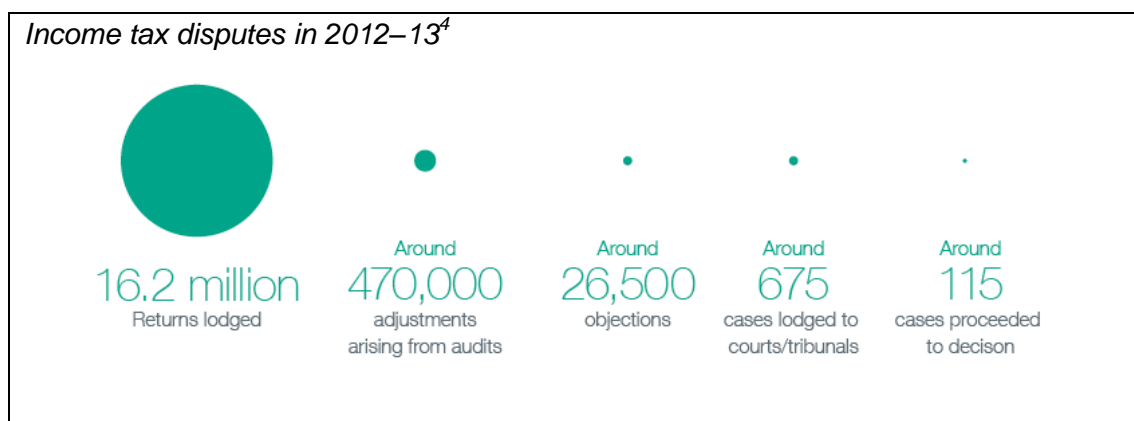 Income tax disputes in 2012–13⁴
16.2 million
Returns lodged
Around
470,000
adjustments
arising from audits
Around
26,500
objections
Around
675
cases lodged to
courts/tribunals
Around
115
cases proceeded
to decison